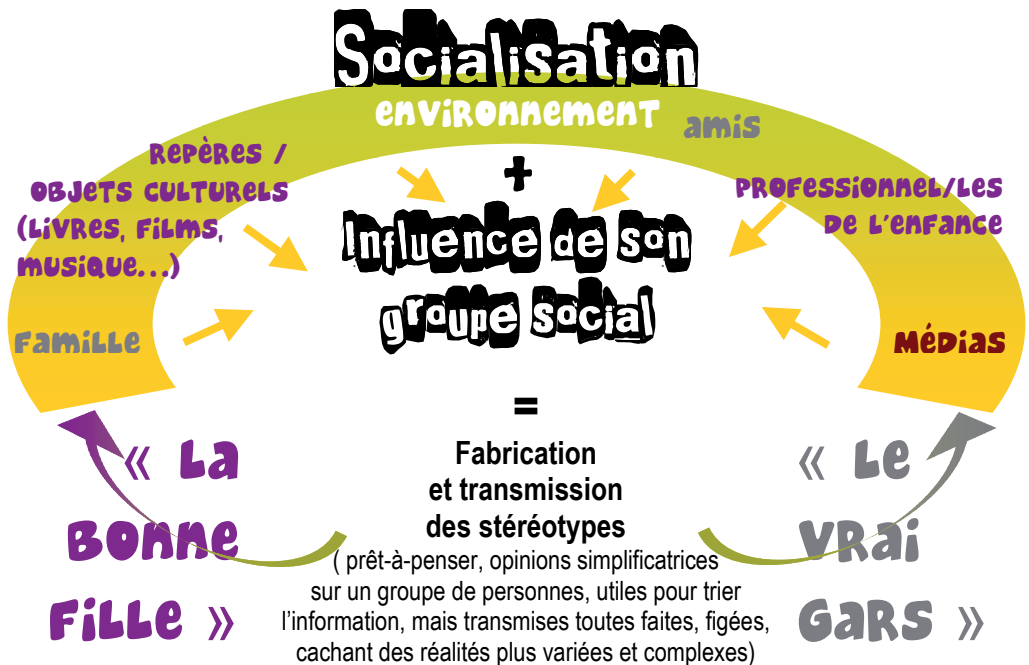 Socialisation
environnement
amis
Repères /
objets culturels
(livres, films,
musique...)
Professionnel/les
de l'enfance
Famille
Médias
+
Influence de son
groupe social
=
Fabrication
et transmission
des stéréotypes
( prêt-à-penser, opinions simplificatrices
sur un groupe de personnes, utiles pour trier
l'information, mais transmises toutes faites, figées,
cachant des réalités plus variées et complexes)
« La
Bonne
Fille »
« Le
Vrai
Gars »